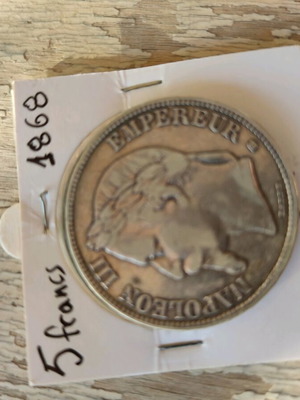 1868
5 francs
NAPOLEON III
EMPEREUR